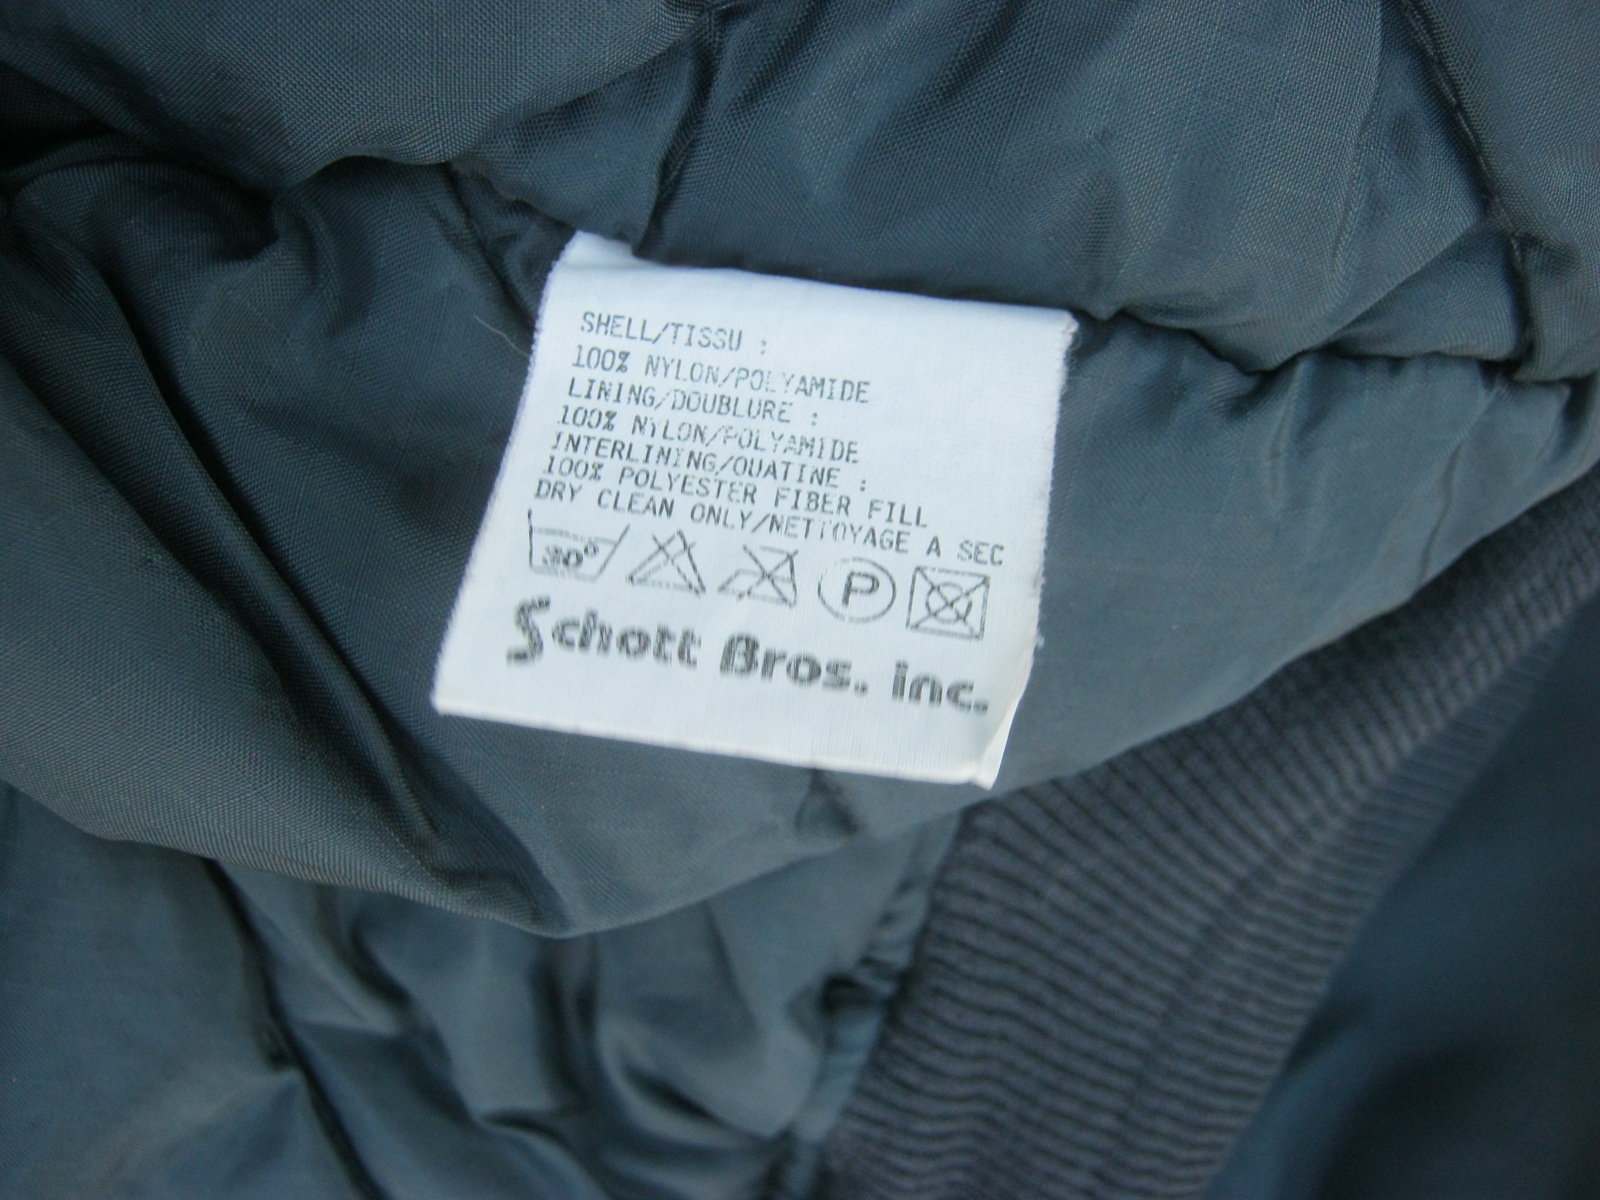 SHELL/TISSU :
100% NYLON/POLYAMIDE
LINING/DOUBLURE :
100% NYLON/POLYAMIDE
INTERLINING/OUATINE :
100% POLYESTER FIBER FILL
DRY CLEAN ONLY/NETTOYAGE A SEC
30° P
Schott Bros. inc.